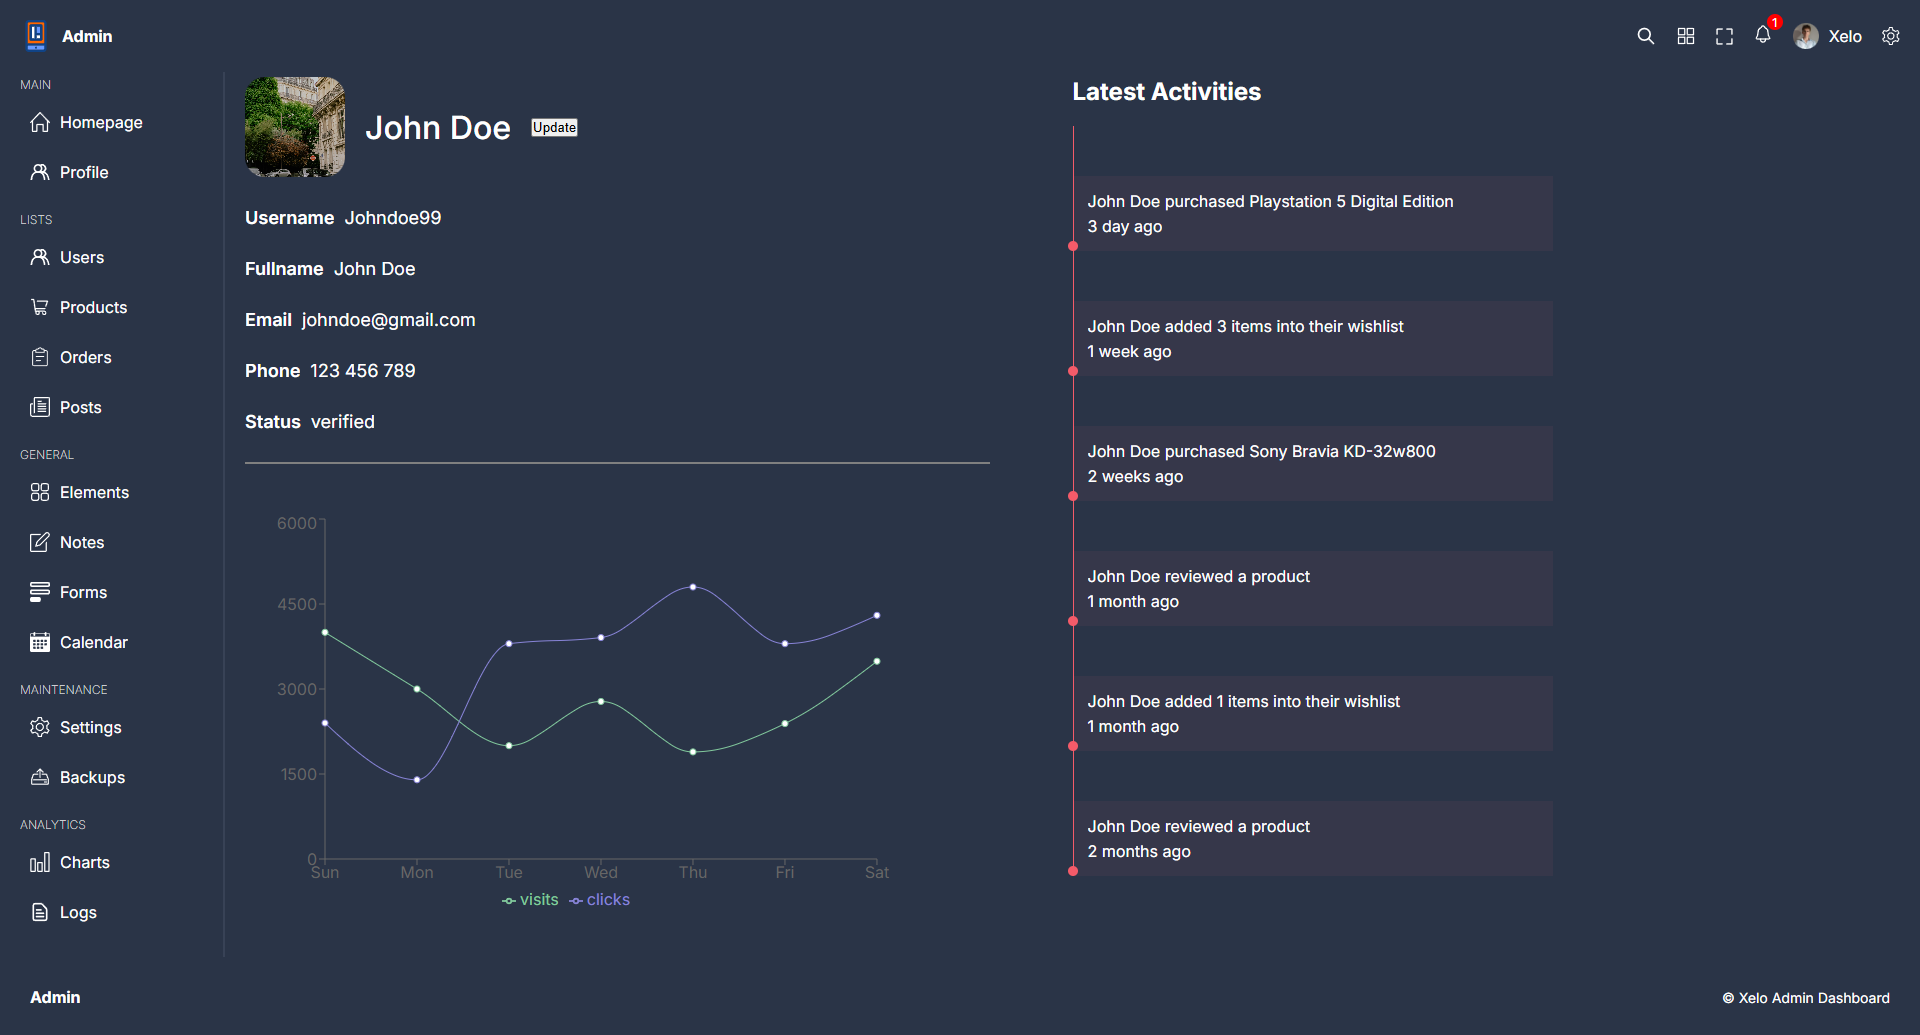 Admin
1
Xelo
MAIN
Homepage
Profile
LISTS
Users
Products
Orders
Posts
GENERAL
Elements
Notes
Forms
Calendar
MAINTENANCE
Settings
Backups
ANALYTICS
Charts
Logs
John Doe
Update
Username Johndoe99
Fullname John Doe
Email johndoe@gmail.com
Phone 123 456 789
Status verified
6000
4500
3000
1500
0
Sun Mon Tue Wed Thu Fri Sat
visits clicks
Latest Activities
John Doe purchased Playstation 5 Digital Edition
3 day ago
John Doe added 3 items into their wishlist
1 week ago
John Doe purchased Sony Bravia KD-32w800
2 weeks ago
John Doe reviewed a product
1 month ago
John Doe added 1 items into their wishlist
1 month ago
John Doe reviewed a product
2 months ago
Admin
© Xelo Admin Dashboard